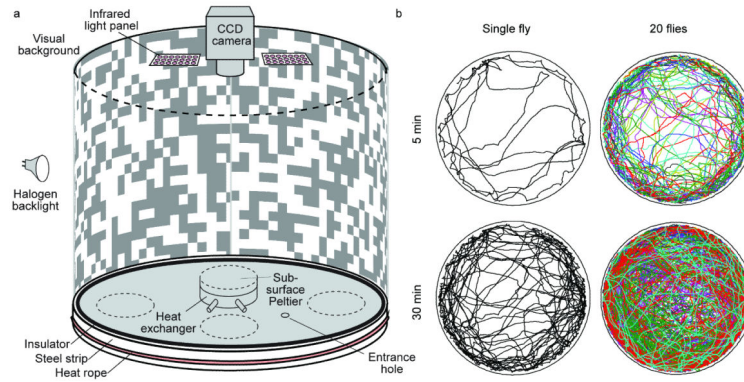 a
Infrared
light panel
Visual
background
CCD
camera
Halogen
backlight
Sub-
surface
Peltier
Heat
exchanger
Insulator
Steel strip
Heat rope
Entrance
hole
b
Single fly
20 flies
5 min
30 min